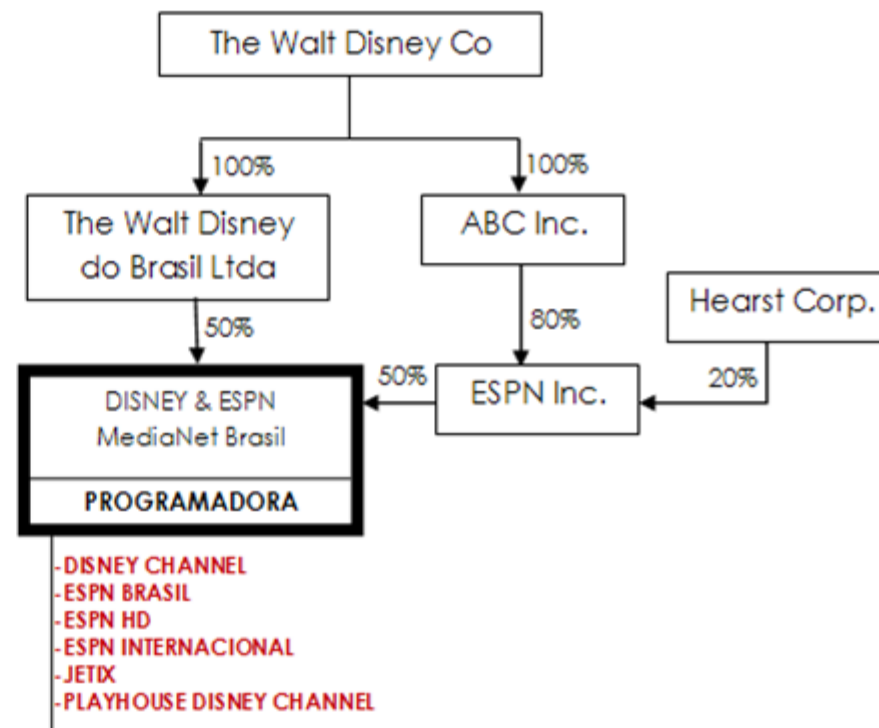 The Walt Disney Co
100%
100%
The Walt Disney
do Brasil Ltda
ABC Inc.
Hearst Corp.
50%
80%
DISNEY & ESPN
MediaNet Brasil
50%
ESPN Inc.
20%
PROGRAMADORA
-DISNEY CHANNEL
-ESPN BRASIL
-ESPN HD
-ESPN INTERNACIONAL
-JETIX
-PLAYHOUSE DISNEY CHANNEL